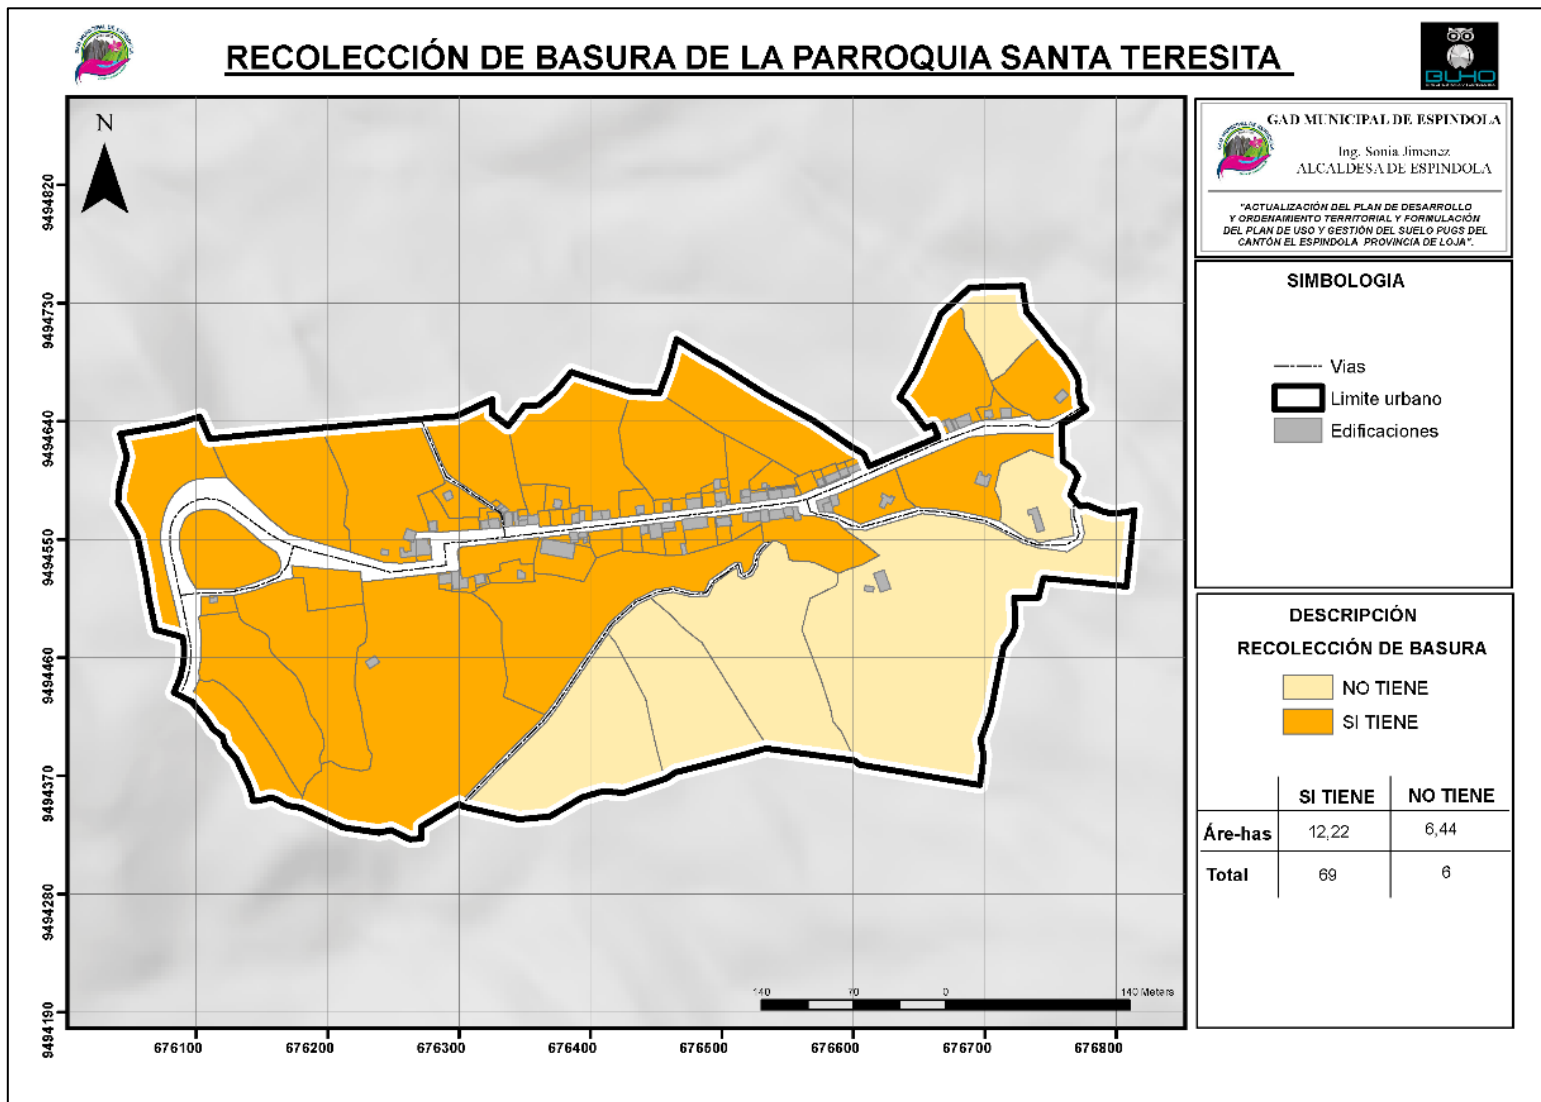 RECOLECCIÓN DE BASURA DE LA PARROQUIA SANTA TERESITA
BUHO
N
GAD MUNICIPAL DE ESPINDOLA
Ing. Sonia Jimenez
ALCALDESA DE ESPINDOLA
"ACTUALIZACIÓN DEL PLAN DE DESARROLLO
Y ORDENAMIENTO TERRITORIAL Y FORMULACIÓN
DEL PLAN DE USO Y GESTIÓN DEL SUELO PUGS DEL
CANTÓN EL ESPINDOLA PROVINCIA DE LOJA".
SIMBOLOGIA
Vias
Limite urbano
Edificaciones
DESCRIPCIÓN
RECOLECCIÓN DE BASURA
NO TIENE
SI TIENE
SI TIENE NO TIENE
Áre-has 12,22 6,44
Total 69 6
9494820
9494730
9494640
9494550
9494460
9494370
9494280
9494190
140 70 0 140 Meters
676100 676200 676300 676400 676500 676600 676700 676800